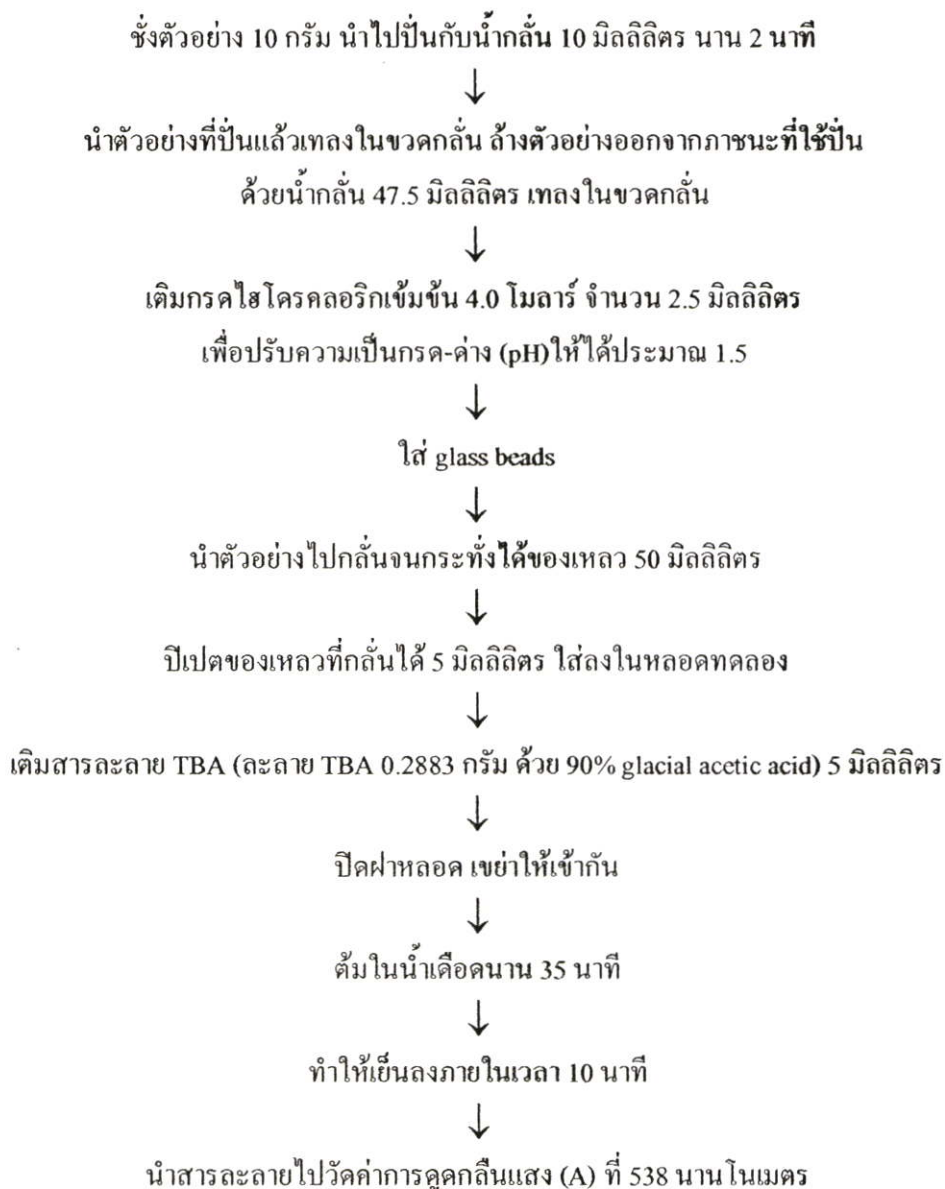 ชั่งตัวอย่าง 10 กรัม นำไปปั่นกับน้ำกลั่น 10 มิลลิลิตร นาน 2 นาที
↓
นำตัวอย่างที่ปั่นแล้วเทลงในขวดกลั่น ล้างตัวอย่างออกจากภาชนะที่ใช้ปั่น
ด้วยน้ำกลั่น 47.5 มิลลิลิตร เทลงในขวดกลั่น
↓
เติมกรดไฮโดรคลอริกเข้มข้น 4.0 โมลาร์ จำนวน 2.5 มิลลิลิตร
เพื่อปรับความเป็นกรด-ด่าง (pH)ให้ได้ประมาณ 1.5
↓
ใส่ glass beads
↓
นำตัวอย่างไปกลั่นจนกระทั่งได้ของเหลว 50 มิลลิลิตร
↓
ปิเปตของเหลวที่กลั่นได้ 5 มิลลิลิตร ใส่ลงในหลอดทดลอง
↓
เติมสารละลาย TBA (ละลาย TBA 0.2883 กรัม ด้วย 90% glacial acetic acid) 5 มิลลิลิตร
↓
ปิดฝาหลอด เขย่าให้เข้ากัน
↓
ต้มในน้ำเดือดนาน 35 นาที
↓
ทำให้เย็นลงภายในเวลา 10 นาที
↓
นำสารละลายไปวัดค่าการดูดกลืนแสง (A) ที่ 538 นานโนเมตร